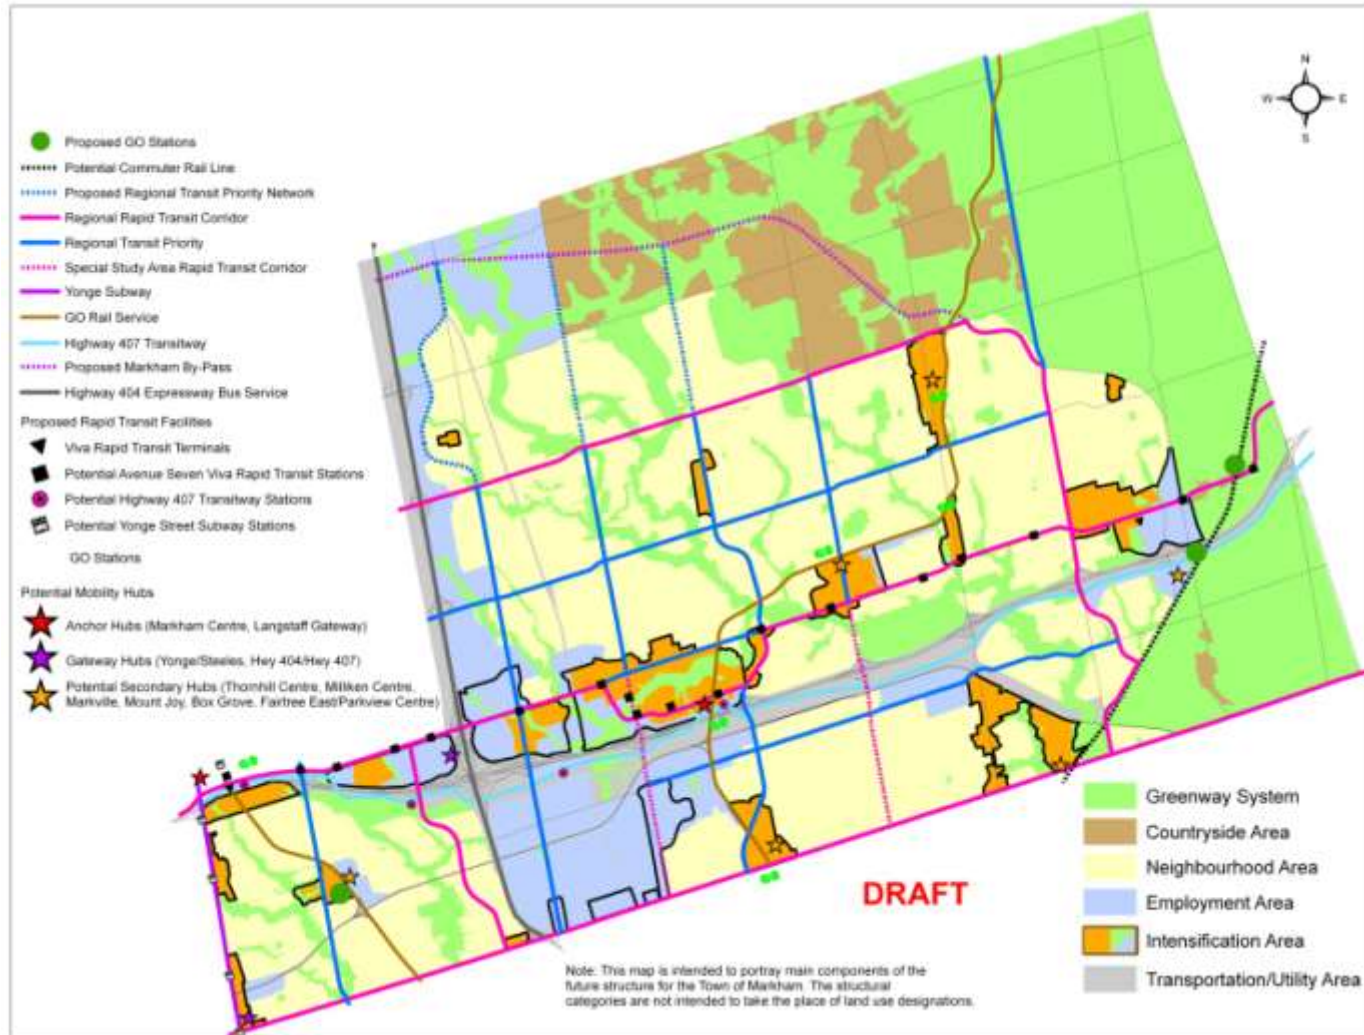 N
W E
S
Proposed GO Stations
Potential Commuter Rail Line
Proposed Regional Transit Priority Network
Regional Rapid Transit Corridor
Regional Transit Priority
Special Study Area Rapid Transit Corridor
Yonge Subway
GO Rail Service
Highway 407 Transitway
Proposed Markham By-Pass
Highway 404 Expressway Bus Service
Proposed Rapid Transit Facilities
Viva Rapid Transit Terminals
Potential Avenue Seven Viva Rapid Transit Stations
Potential Highway 407 Transitway Stations
Potential Yonge Street Subway Stations
GO Stations
Potential Mobility Hubs
Anchor Hubs (Markham Centre, Langstaff Gateway)
Gateway Hubs (Yonge/Steeles, Hwy 404/Hwy 407)
Potential Secondary Hubs (Thornhill Centre, Milliken Centre,
Markville, Mount Joy, Box Grove, Fairtree East/Parkview Centre)
DRAFT
Note: This map is intended to portray main components of the
future structure for the Town of Markham. The structural
categories are not intended to take the place of land use designations.
Greenway System
Countryside Area
Neighbourhood Area
Employment Area
Intensification Area
Transportation/Utility Area